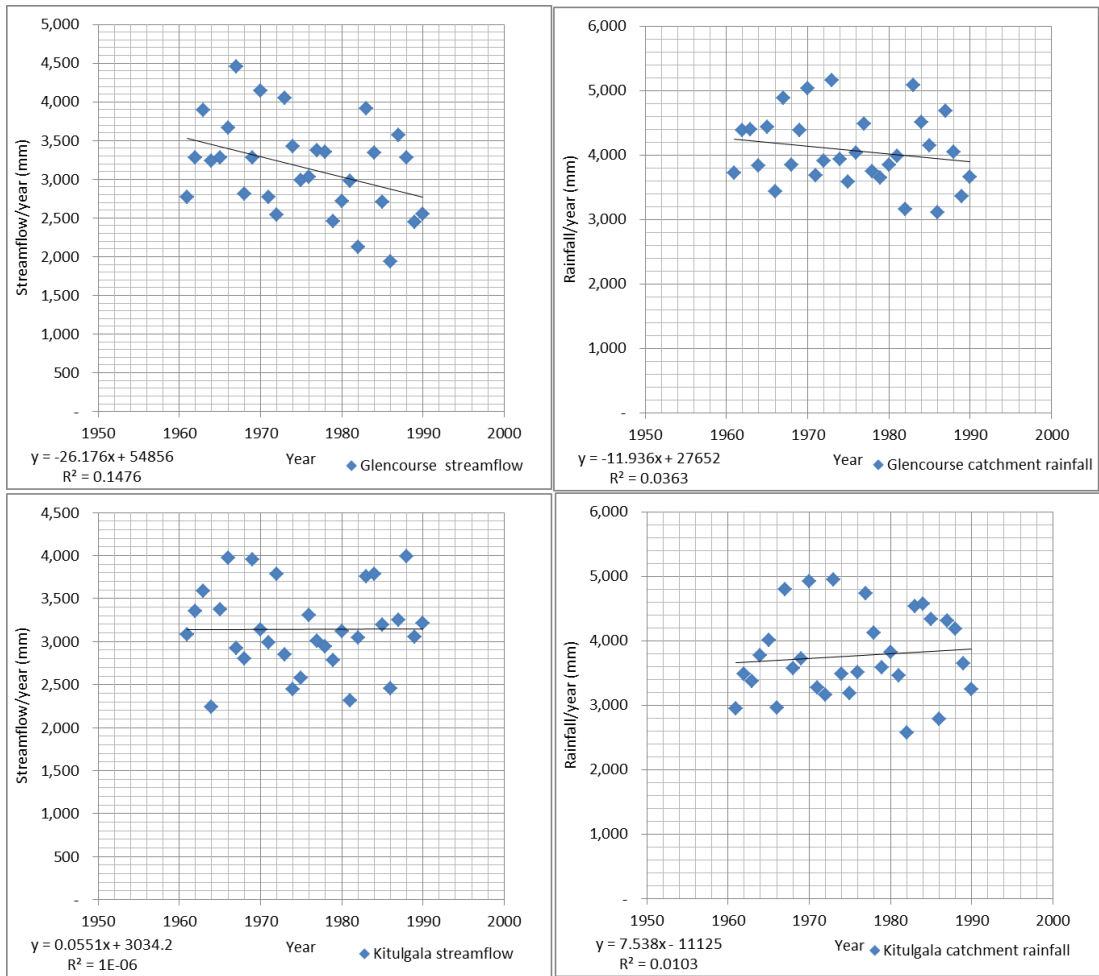 5,000
4,500
4,000
3,500
3,000
2,500
2,000
1,500
1,000
500
-
Streamflow/year (mm)
1950 1960 1970 1980 1990 2000
y = -26.176x + 54856
R² = 0.1476
Year
Glencourse streamflow
6,000
5,000
4,000
3,000
2,000
1,000
-
Rainfall/year (mm)
1950 1960 1970 1980 1990 2000
y = -11.936x + 27652
R² = 0.0363
Year
Glencourse catchment rainfall
4,500
4,000
3,500
3,000
2,500
2,000
1,500
1,000
500
-
Streamflow/year (mm)
1950 1960 1970 1980 1990 2000
y = 0.0551x + 3034.2
R² = 1E-06
Year
Kitulgala streamflow
6,000
5,000
4,000
3,000
2,000
1,000
-
Rainfall/year (mm)
1950 1960 1970 1980 1990 2000
y = 7.538x - 11125
R² = 0.0103
Year
Kitulgala catchment rainfall